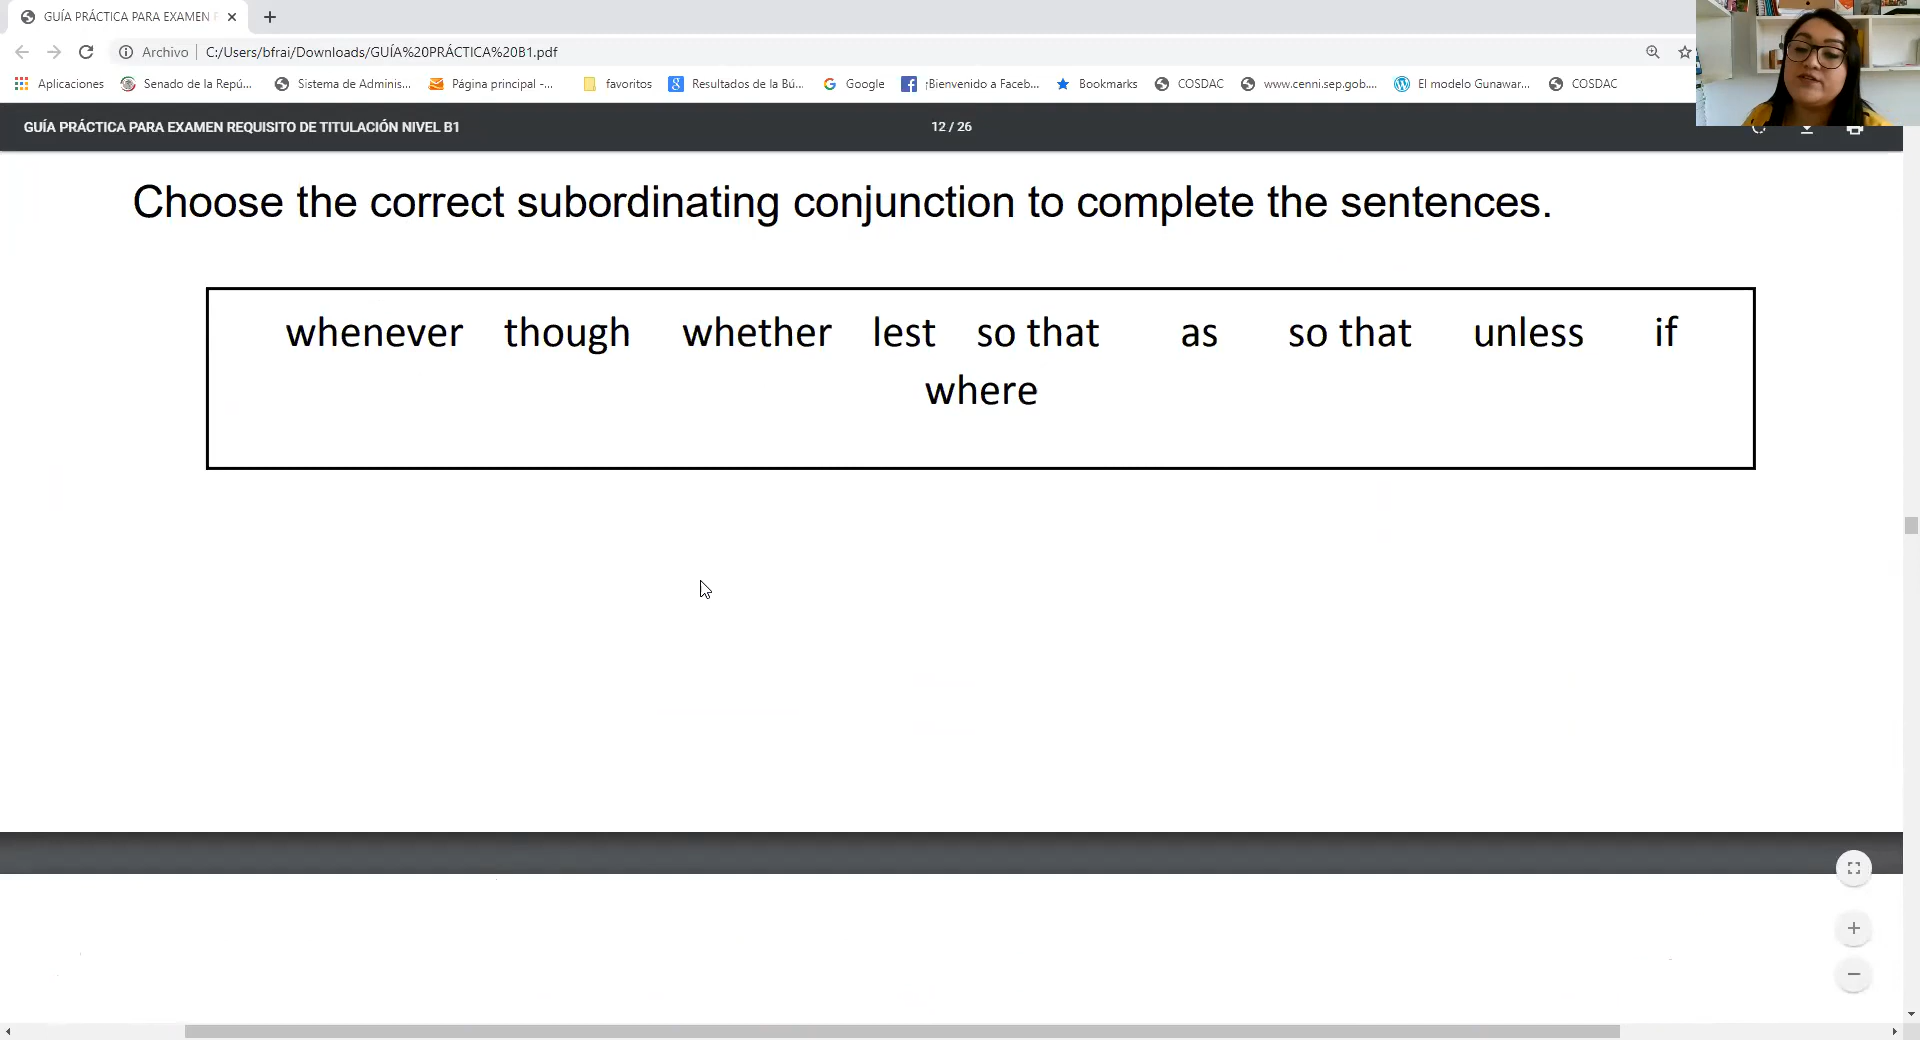 GUÍA PRÁCTICA PARA EXAMEN
Archivo C:/Users/bfrai/Downloads/GUÍA%20PRÁCTICA%20B1.pdf
Aplicaciones Senado de la Repú... Sistema de Adminis... Página principal -... favoritos Resultados de la Bú... Google ¡Bienvenido a Faceb... Bookmarks COSDAC www.cenni.sep.gob.... El modelo Gunawar... COSDAC
GUÍA PRÁCTICA PARA EXAMEN REQUISITO DE TITULACIÓN NIVEL B1 12 / 26
Choose the correct subordinating conjunction to complete the sentences.
whenever though whether lest so that as so that unless if
where